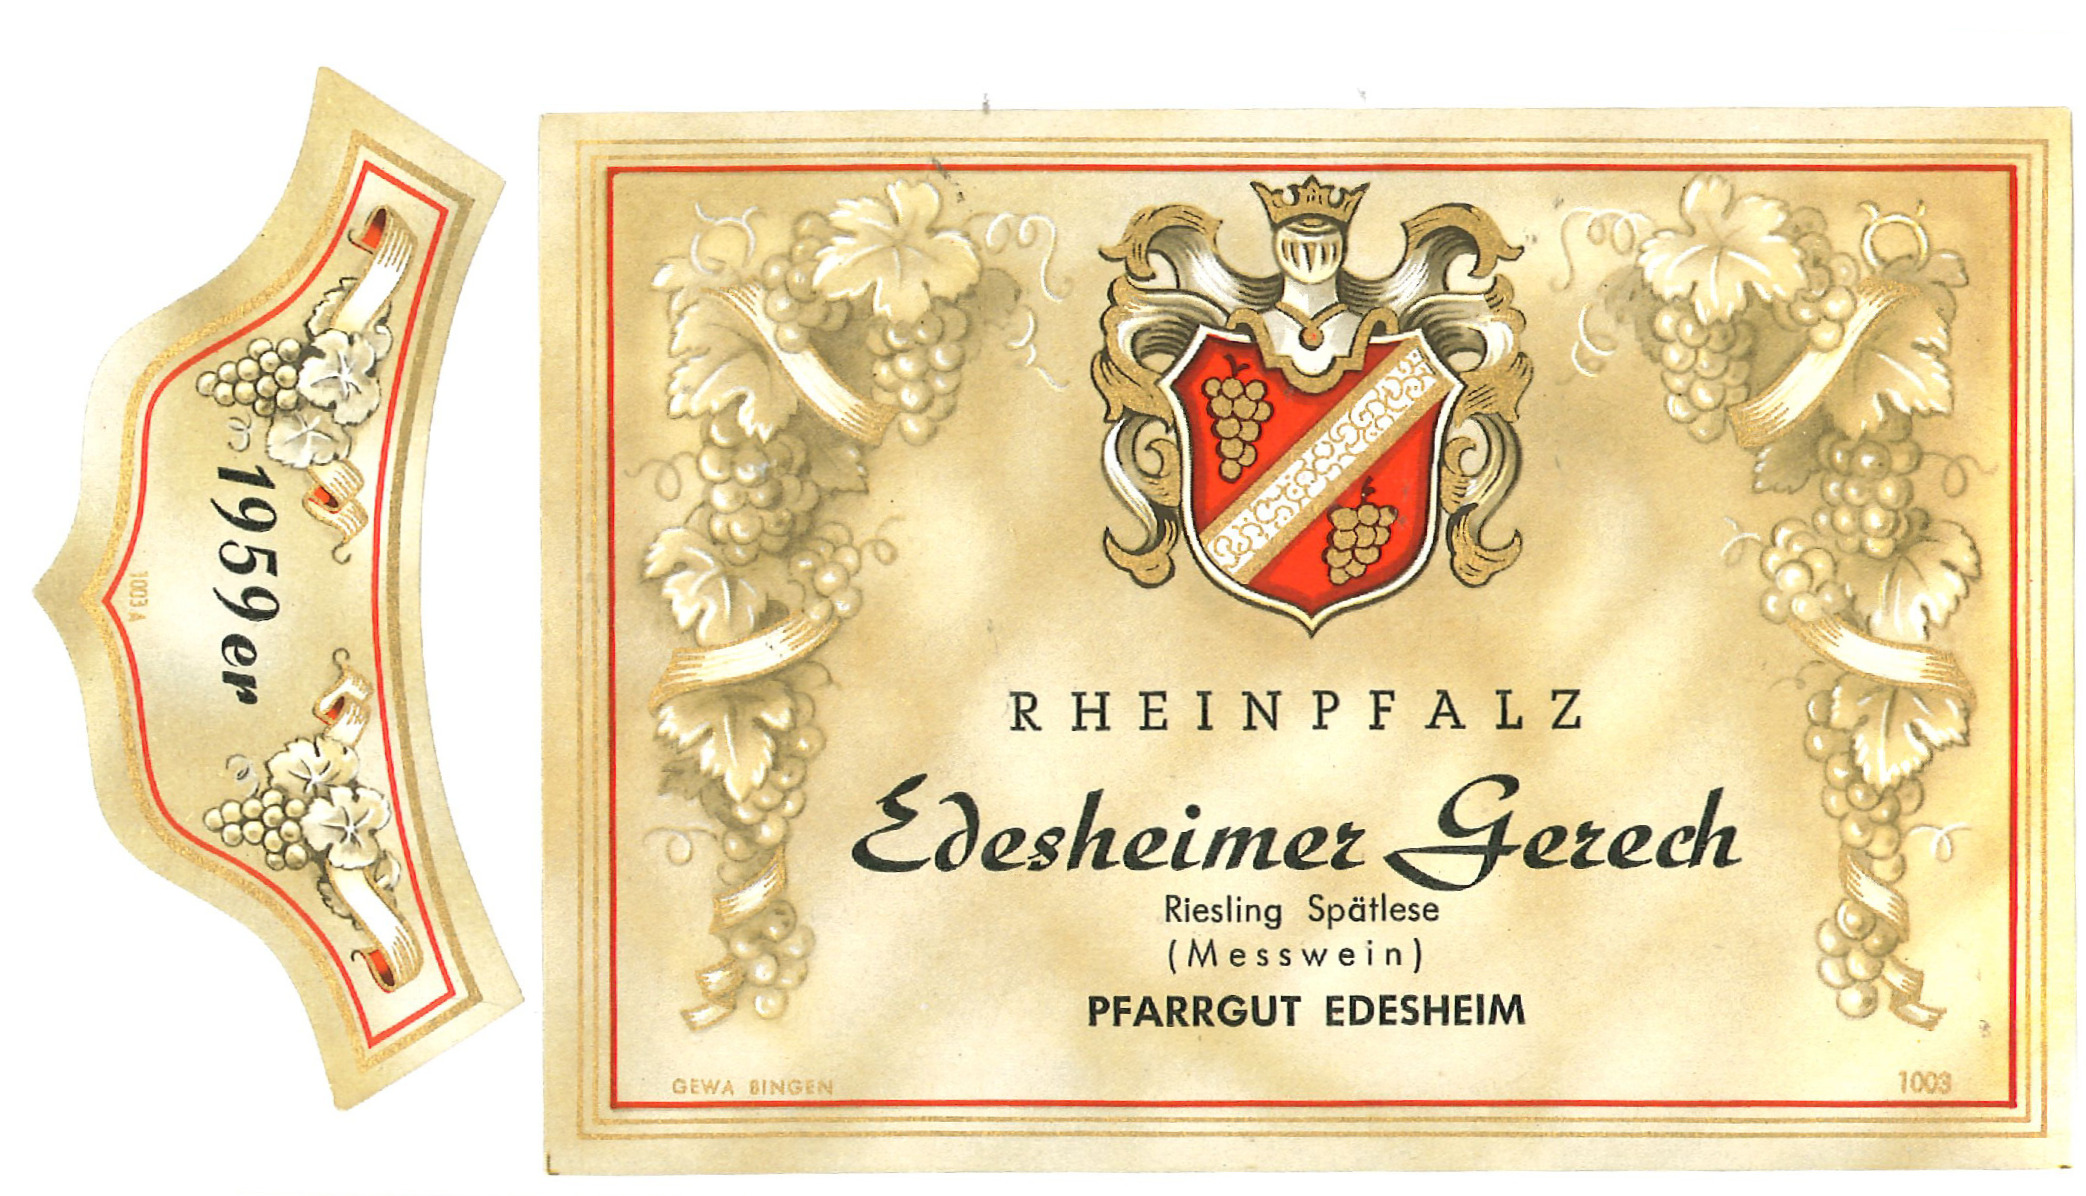 1959er
1003 A
RHEINPFALZ
Edesheimer Gerech
Riesling Spätlese
(Messwein)
PFARRGUT EDESHEIM
GEWA BINGEN
1003